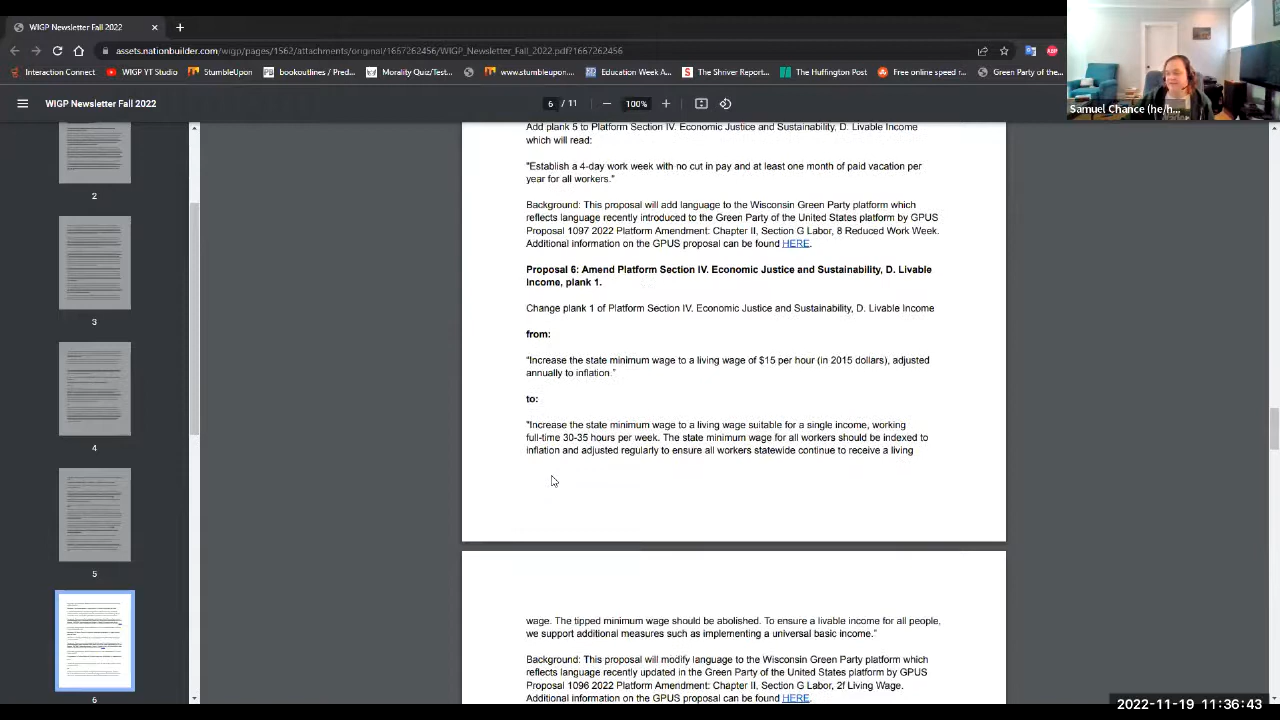 WIGP Newsletter Fall 2022
assets.nationbuilder.com/wigp/pages/1562/attachments/original/1667262456/WIGP_Newsletter_Fall_2022.pdf?1667262456
Interaction Connect
WIGP YT Studio
StumbleUpon
bookoutlines / Pred...
Morality Quiz/Test...
www.stumbleupon...
Education Week A...
The Shriver Report...
The Huffington Post
Free online speed r...
Green Party of the...
WIGP Newsletter Fall 2022
6 / 11
100%
Samuel Chance (he/h...
2
3
4
5
6
Add plank 5 to Platform Section IV. Economic Justice and Sustainability, D. Livable Income
which will read:
"Establish a 4-day work week with no cut in pay and at least one month of paid vacation per
year for all workers."
Background: This proposal will add language to the Wisconsin Green Party platform which
reflects language recently introduced to the Green Party of the United States platform by GPUS
Proposal 1097 2022 Platform Amendment: Chapter II, Section G Labor, 8 Reduced Work Week.
Additional information on the GPUS proposal can be found HERE.
Proposal 6: Amend Platform Section IV. Economic Justice and Sustainability, D. Livable
Income, plank 1.
Change plank 1 of Platform Section IV. Economic Justice and Sustainability, D. Livable Income
from:
"Increase the state minimum wage to a living wage of $15 per hour (in 2015 dollars), adjusted
annually to inflation."
to:
"Increase the state minimum wage to a living wage suitable for a single income, working
full-time 30-35 hours per week. The state minimum wage for all workers should be indexed to
inflation and adjusted regularly to ensure all workers statewide continue to receive a living
wage. The tipped minimum wage should be abolished. To ensure a livable income for all people,
we support additional measures such as implementing a universal basic income."
Background: This proposal will modify language to the Wisconsin Green Party platform which
reflects language recently updated in the Green Party of the United States platform by GPUS
Proposal 1096 2022 Platform Amendment: Chapter II, Section G Labor, 2f Living Wage.
Additional information on the GPUS proposal can be found HERE.
2022-11-19 11:36:43